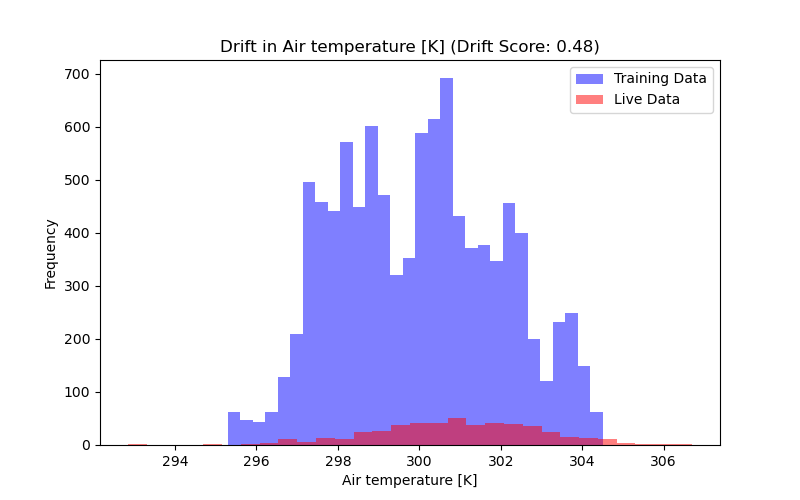 Drift in Air temperature [K] (Drift Score: 0.48)
Training Data
Live Data
Frequency
700
600
500
400
300
200
100
0
294 296 298 300 302 304 306
Air temperature [K]